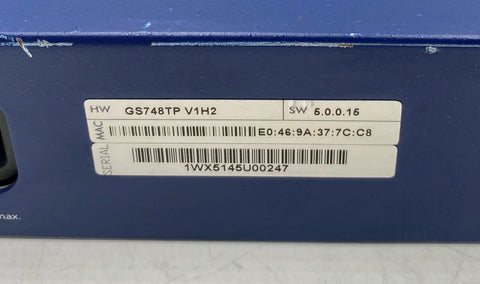 HW GS748TP V1H2 SW 5.0.0.15
MAC E0:46:9A:37:7C:C8
SERIAL 1WX5145U00247
max.